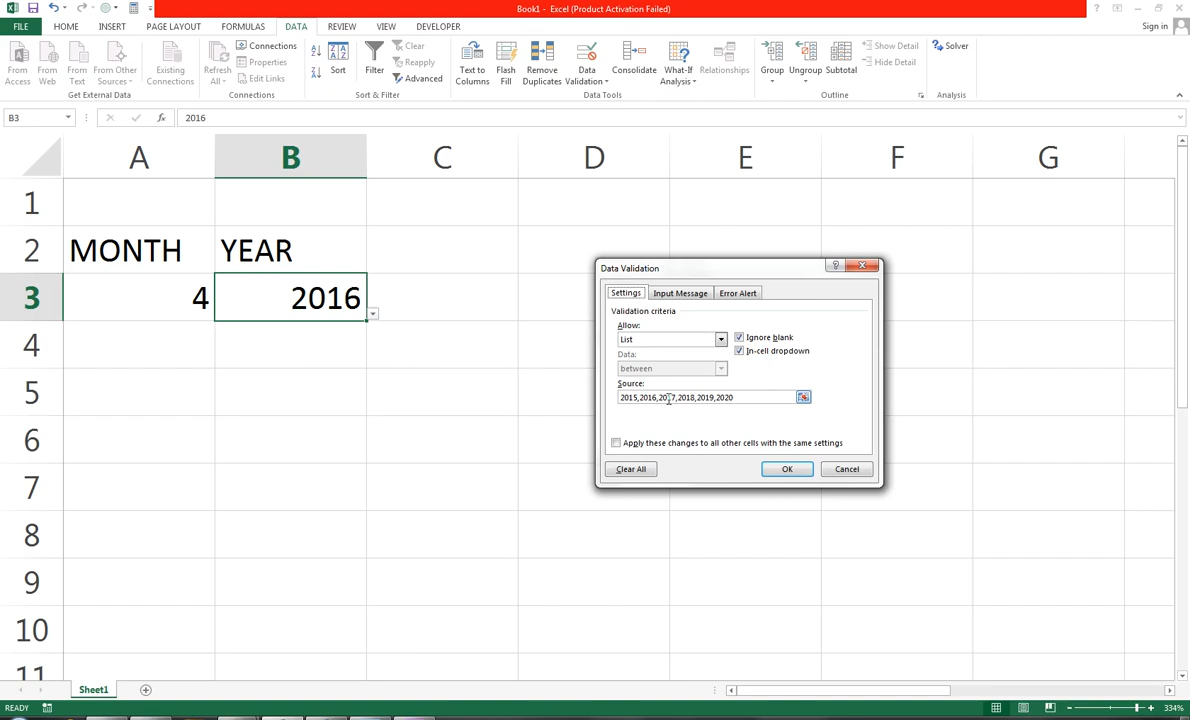 Book1 - Excel (Product Activation Failed)
FILE HOME INSERT PAGE LAYOUT FORMULAS DATA REVIEW VIEW DEVELOPER Sign in
From Access
From Web
From Text
From Other Sources
Existing Connections
Get External Data
Refresh All
Connections
Properties
Edit Links
Connections
Sort
Filter
Clear
Reapply
Advanced
Sort & Filter
Text to Columns
Flash Fill
Remove Duplicates
Data Validation
Consolidate
What-If Analysis
Relationships
Data Tools
Group
Ungroup
Subtotal
Show Detail
Hide Detail
Outline
Solver
Analysis
B3 fx 2016
A B C D E F G
1
2 MONTH YEAR
3 4 2016
4
5
6
7
8
9
10
11
Data Validation
Settings Input Message Error Alert
Validation criteria
Allow:
List
Ignore blank
In-cell dropdown
Data:
between
Source:
2015,2016,2017,2018,2019,2020
Apply these changes to all other cells with the same settings
Clear All OK Cancel
Sheet1
READY 334%